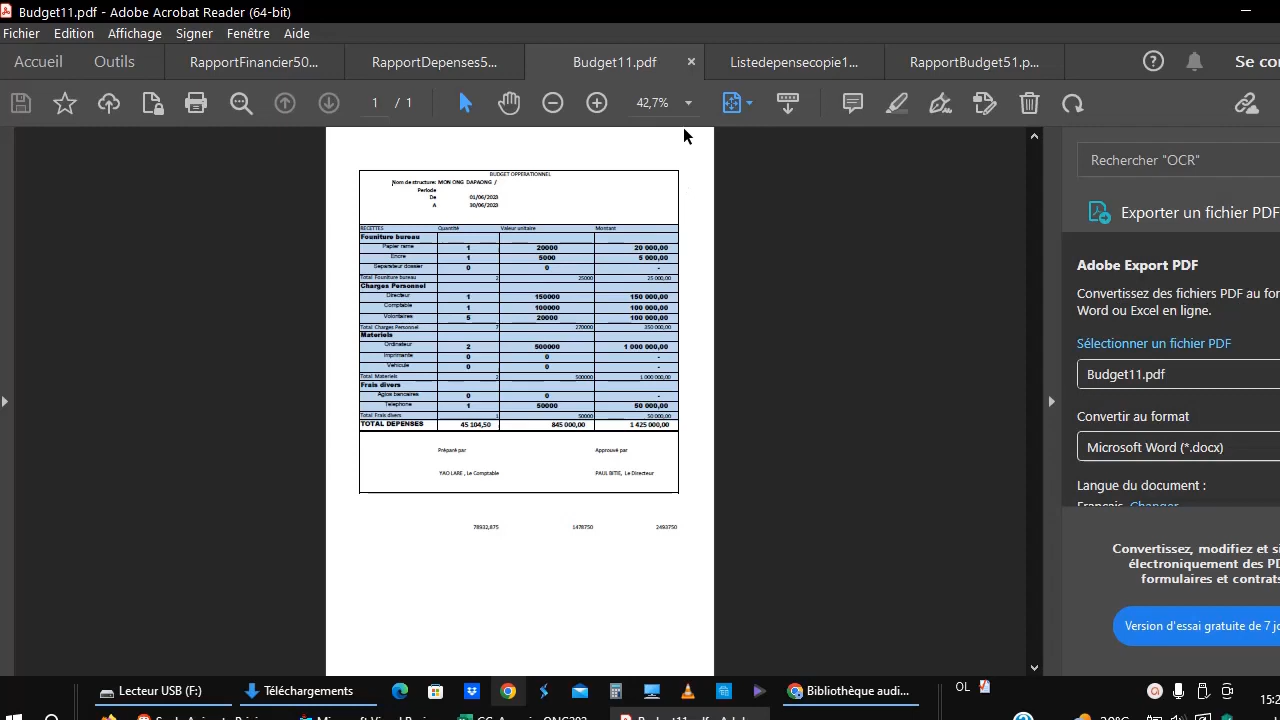 Budget11.pdf - Adobe Acrobat Reader (64-bit)
Fichier Edition Affichage Signer Fenêtre Aide
Accueil Outils RapportFinancier50... RapportDepenses5... Budget11.pdf × Listedepensecopie1... RapportBudget51.p... Se co
1 / 1 42,7%
BUDGET OPPERATIONNEL
Nom de structure: MON ONG DAPAONG /
Periode
De 01/06/2023
A 30/06/2023
RECETTES Quantité Valeur unitaire Montant
Founiture bureau
Papier rame 1 20000 20 000,00
Encre 1 5000 5 000,00
Separateur dossier 0 0 -
Total Founiture bureau 2 25000 25 000,00
Charges Personnel
Directeur 1 150000 150 000,00
Comptable 1 100000 100 000,00
Volontaires 5 20000 100 000,00
Total Charges Personnel 7 270000 350 000,00
Materiels
Ordinateur 2 500000 1 000 000,00
Imprimante 0 0 -
Vehicule 0 0 -
Total Materiels 2 500000 1 000 000,00
Frais divers
Agios bancaires 0 0 -
Telephone 1 50000 50 000,00
Total Frais divers 1 50000 50 000,00
TOTAL DEPENSES 45 104,50 845 000,00 1 425 000,00
Préparé par Approuvé par
YAO LARE , Le Comptable PAUL BITIE, Le Directeur
78932,875 1478750 2493750
Rechercher "OCR"
Exporter un fichier PDF
Adobe Export PDF
Convertissez des fichiers PDF au for
Word ou Excel en ligne.
Sélectionner un fichier PDF
Budget11.pdf
Convertir au format
Microsoft Word (*.docx)
Langue du document :
Français Changer
Convertissez, modifiez et si
électroniquement des PD
formulaires et contrats
Version d'essai gratuite de 7 jo
Lecteur USB (F:) Téléchargements Bibliothèque audi... OL 15:2